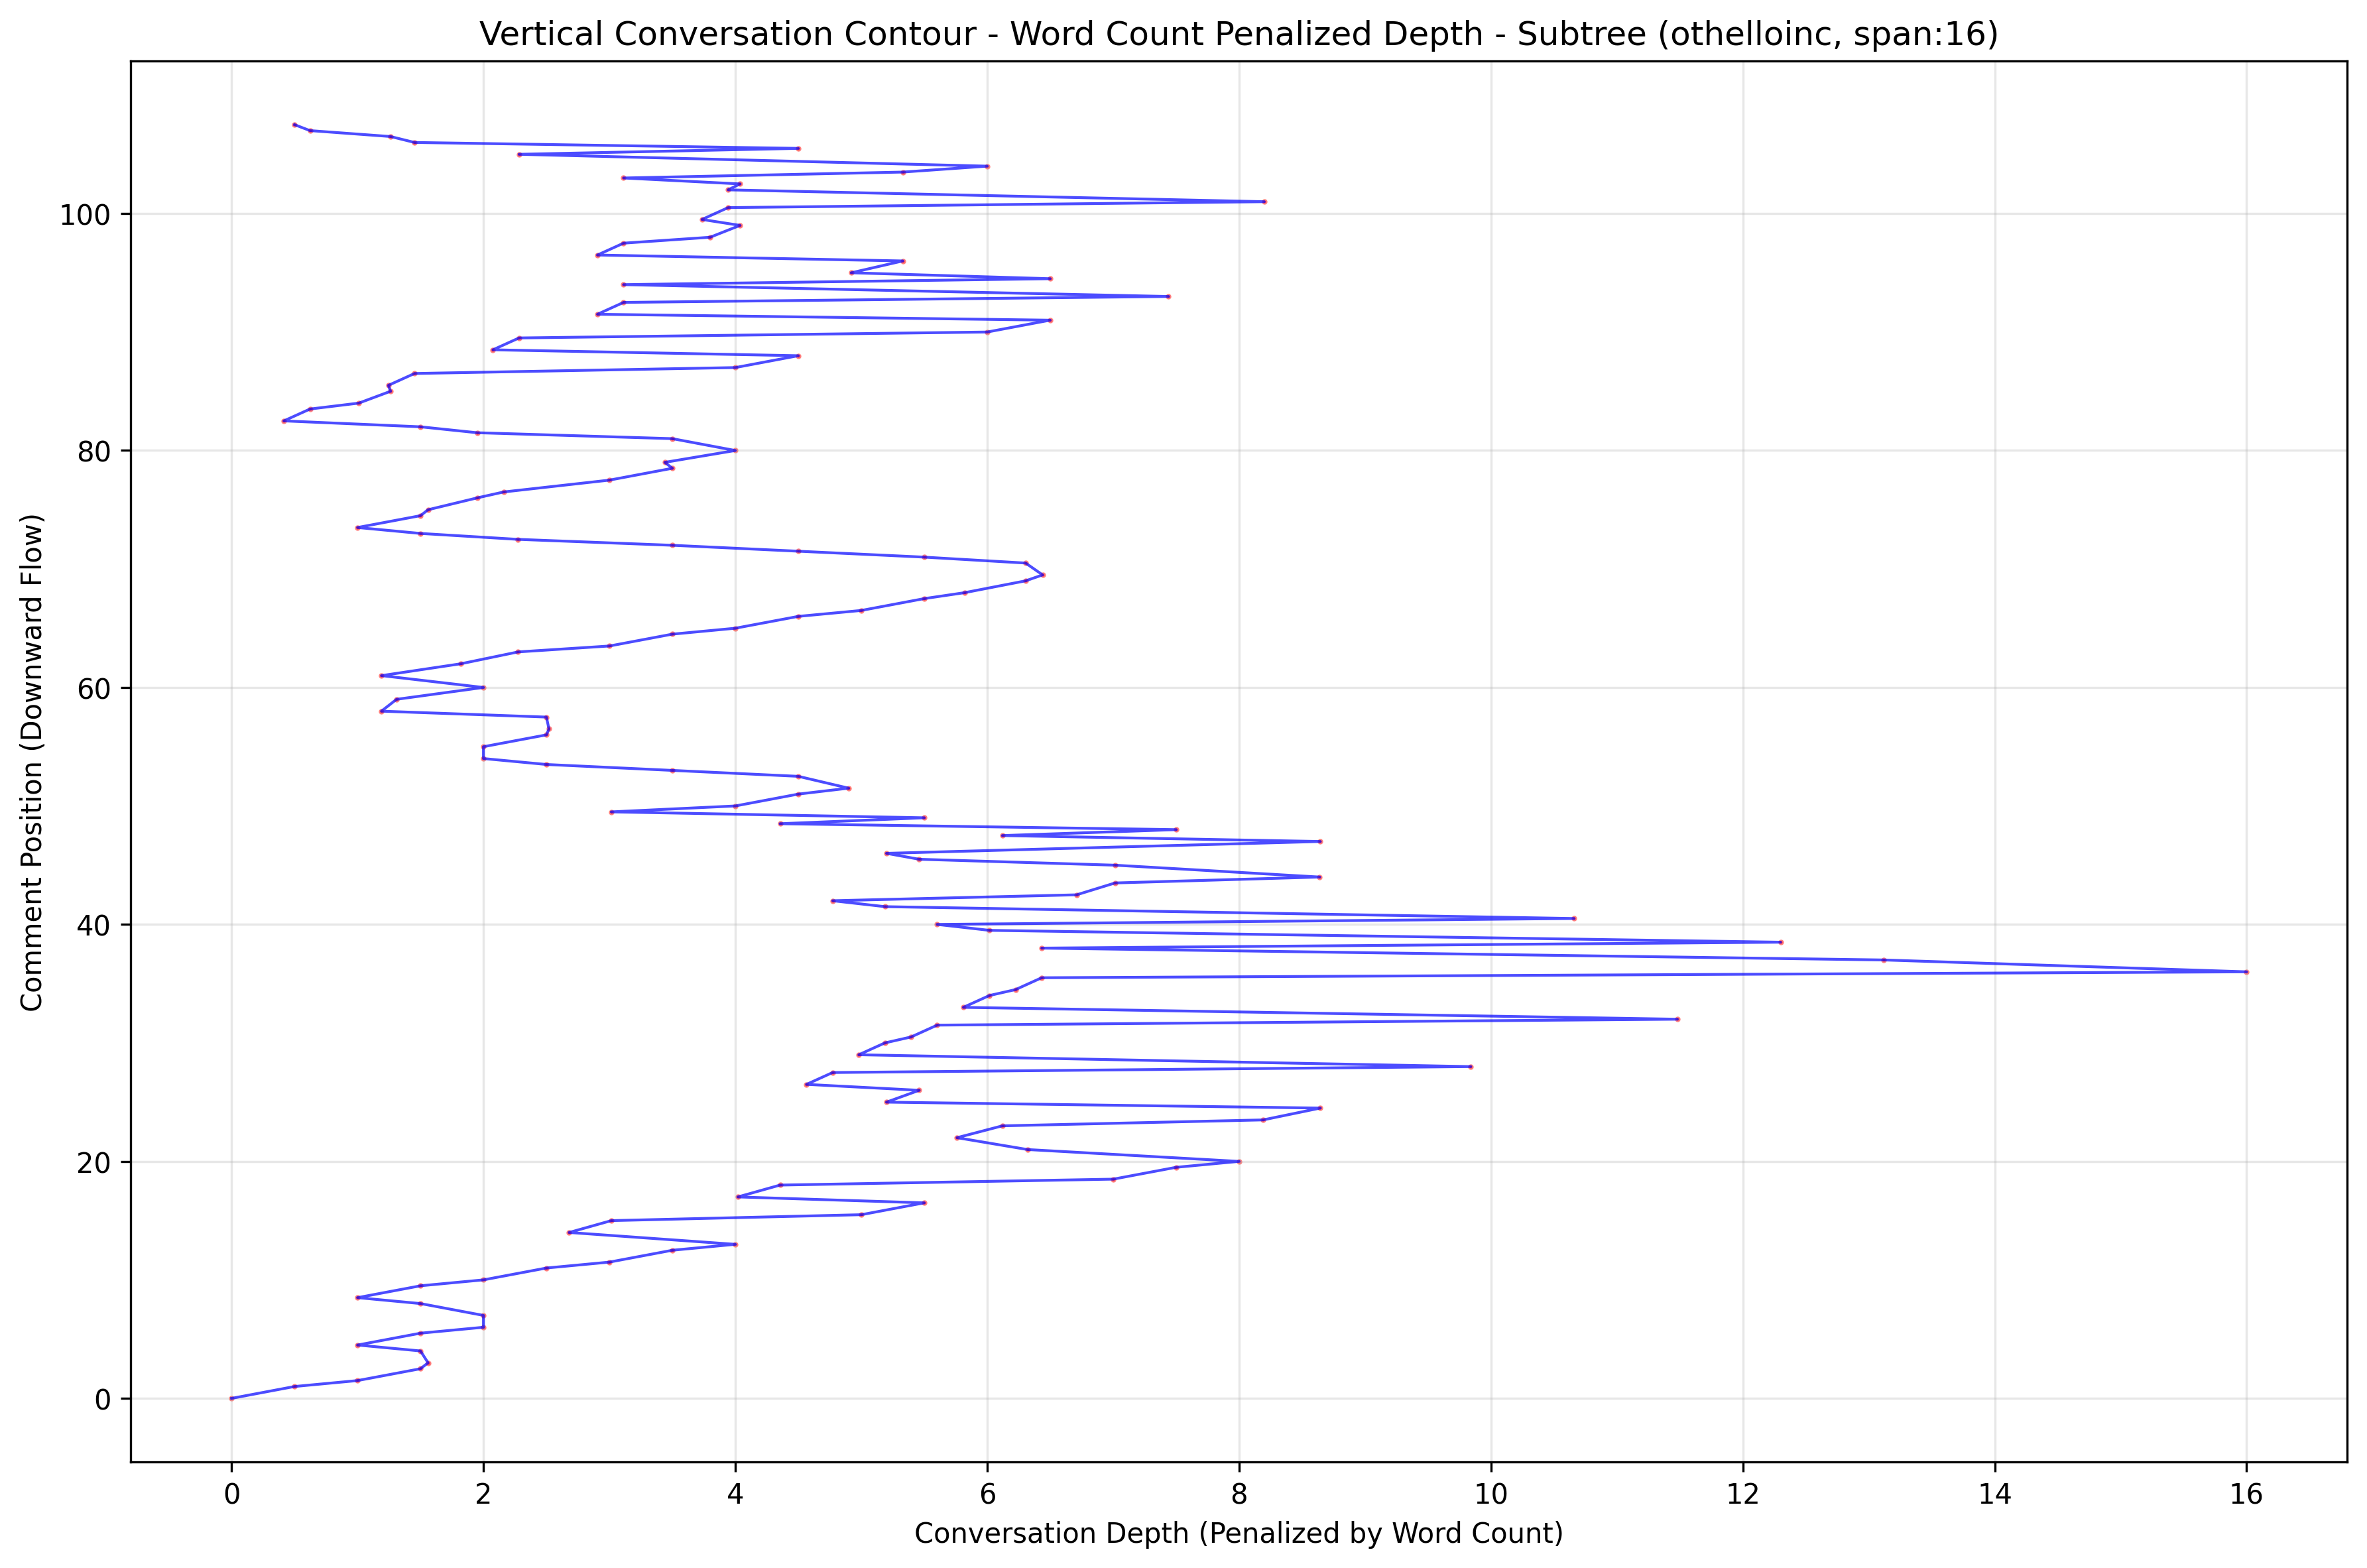 Vertical Conversation Contour - Word Count Penalized Depth - Subtree (othelloinc, span:16)
Comment Position (Downward Flow)
100
80
60
40
20
0
0 2 4 6 8 10 12 14 16
Conversation Depth (Penalized by Word Count)